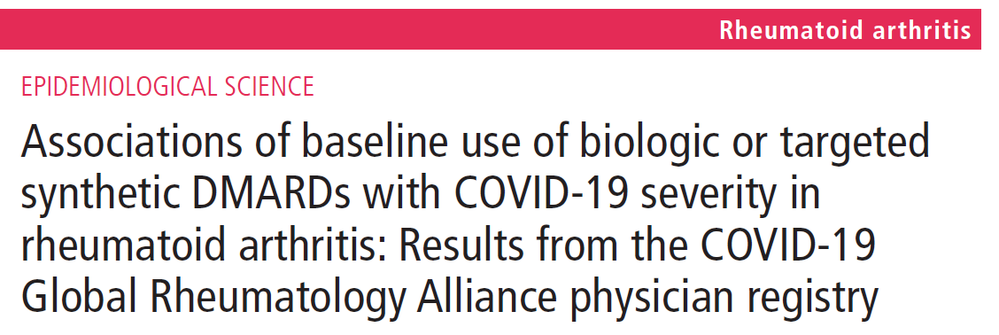 Rheumatoid arthritis
EPIDEMIOLOGICAL SCIENCE
Associations of baseline use of biologic or targeted
synthetic DMARDs with COVID-19 severity in
rheumatoid arthritis: Results from the COVID-19
Global Rheumatology Alliance physician registry